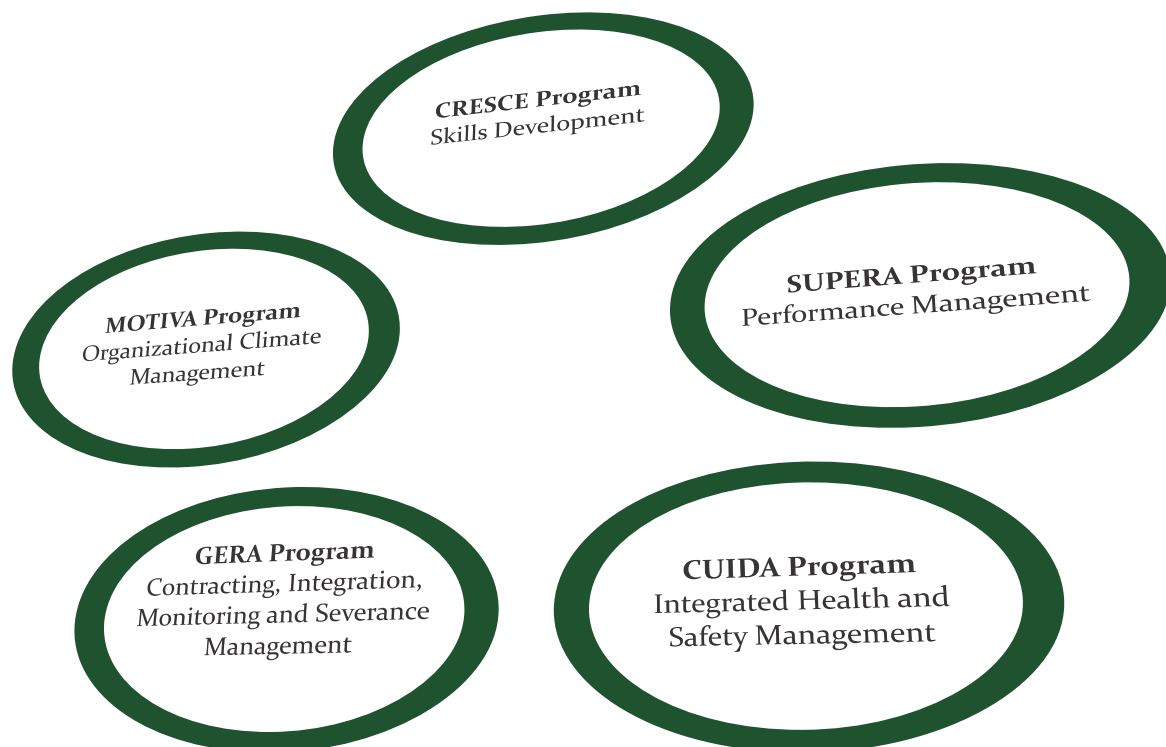 CRESCE Program
Skills Development
SUPERA Program
Performance Management
MOTIVA Program
Organizational Climate
Management
GERA Program
Contracting, Integration,
Monitoring and Severance
Management
CUIDA Program
Integrated Health and
Safety Management